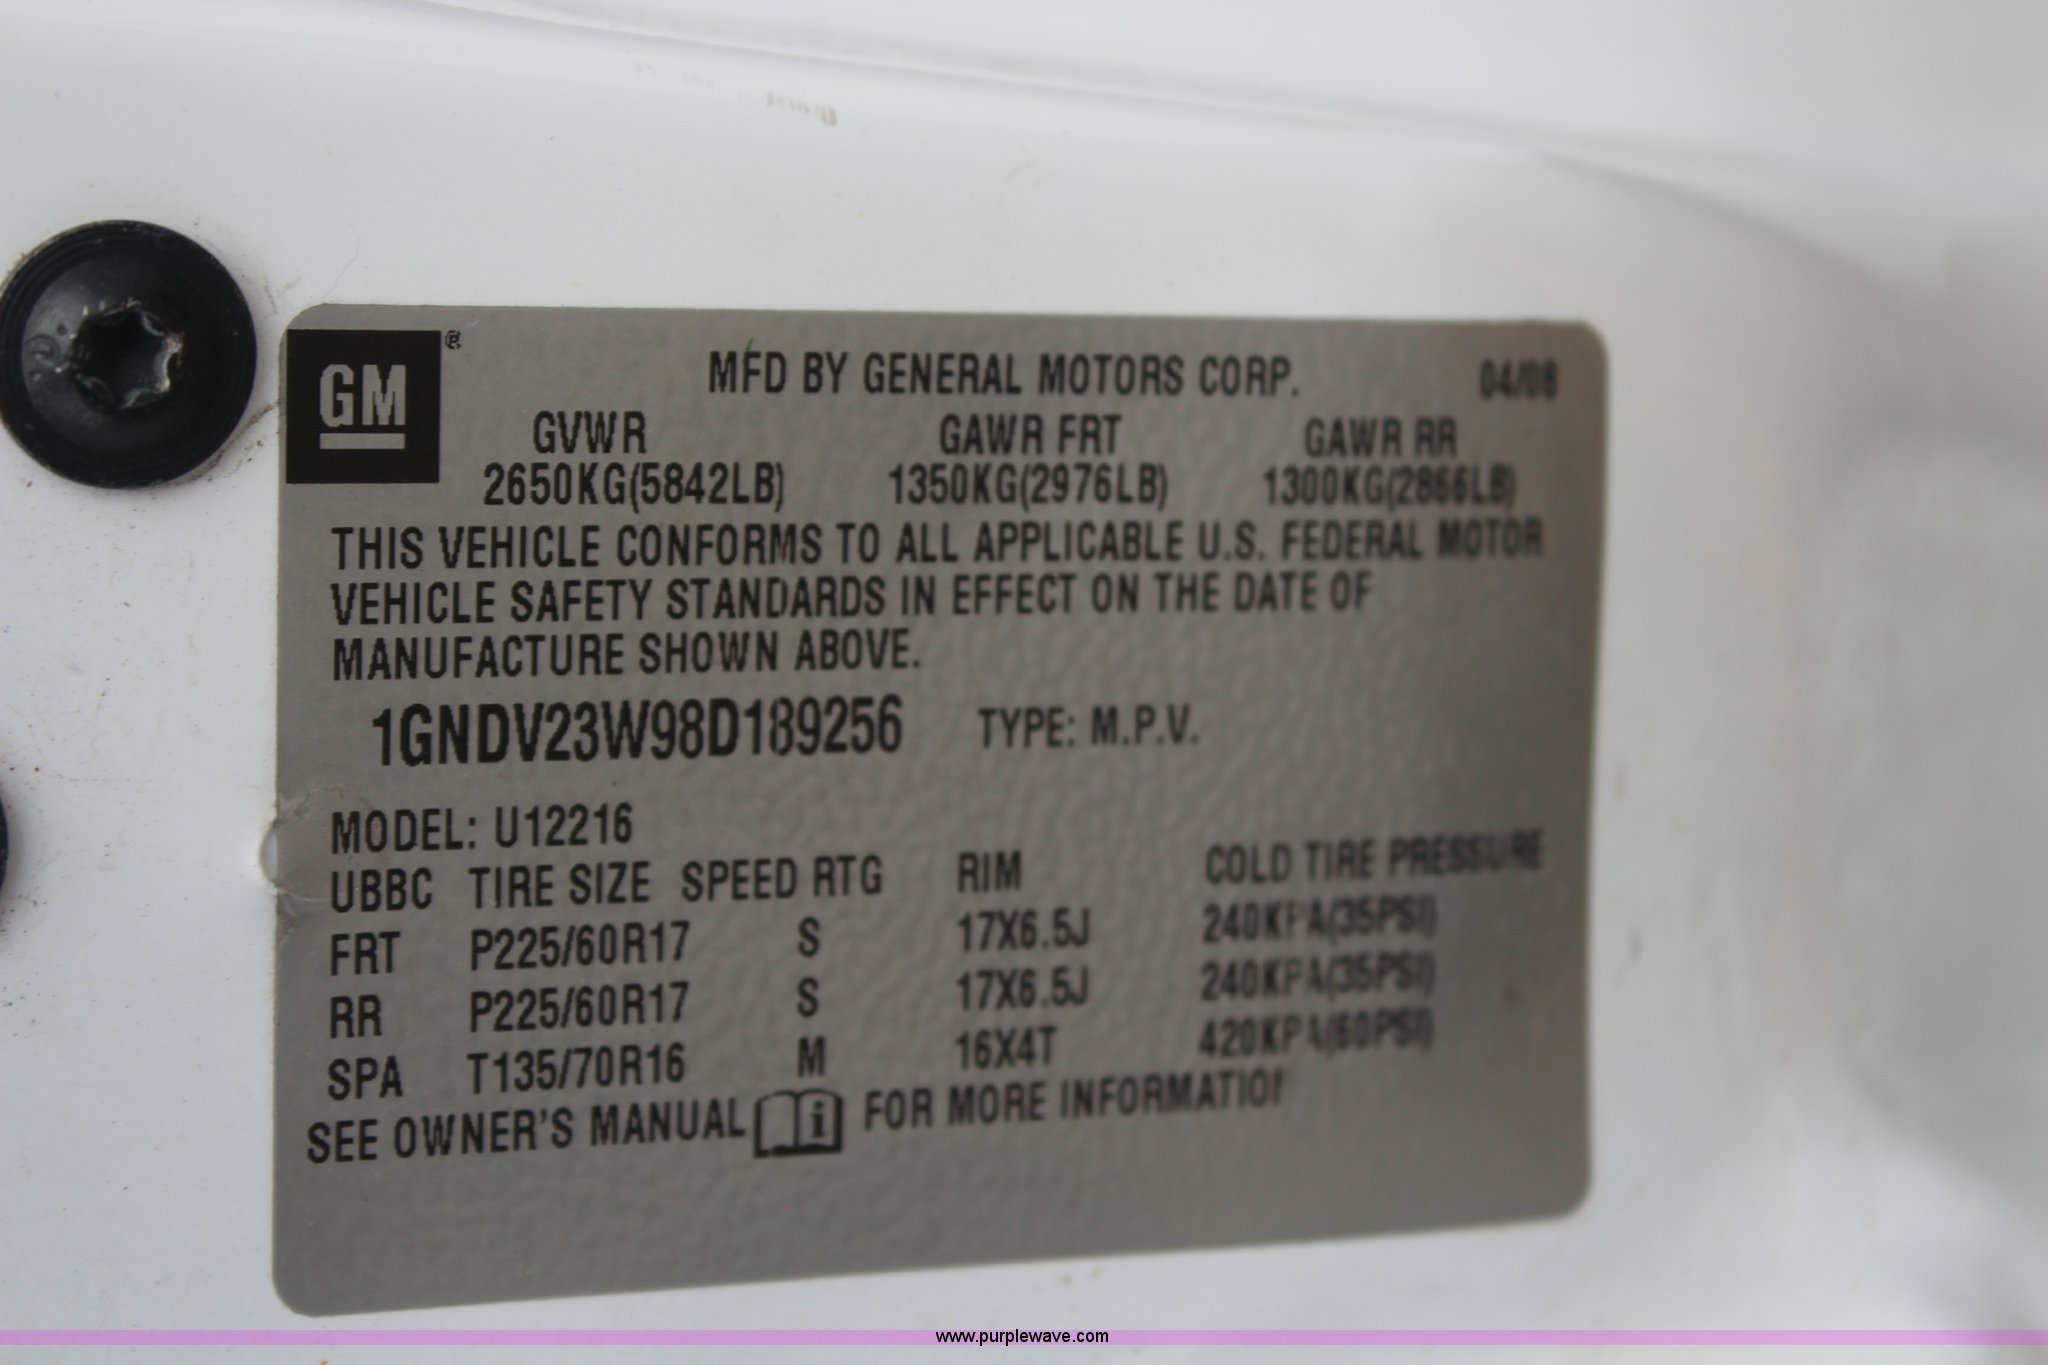 GM®
MFD BY GENERAL MOTORS CORP. 04/08
GVWR GAWR FRT GAWR RR
2650KG(5842LB) 1350KG(2976LB) 1300KG(2866LB)
THIS VEHICLE CONFORMS TO ALL APPLICABLE U.S. FEDERAL MOTOR
VEHICLE SAFETY STANDARDS IN EFFECT ON THE DATE OF
MANUFACTURE SHOWN ABOVE.
1GNDV23W98D189256 TYPE: M.P.V.
MODEL: U12216
UBBC TIRE SIZE SPEED RTG RIM COLD TIRE PRESSURE
FRT P225/60R17 S 17X6.5J 240KPA(35PSI)
RR P225/60R17 S 17X6.5J 240KPA(35PSI)
SPA T135/70R16 M 16X4T 420KPA(60PSI)
SEE OWNER'S MANUAL i FOR MORE INFORMATION
www.purplewave.com